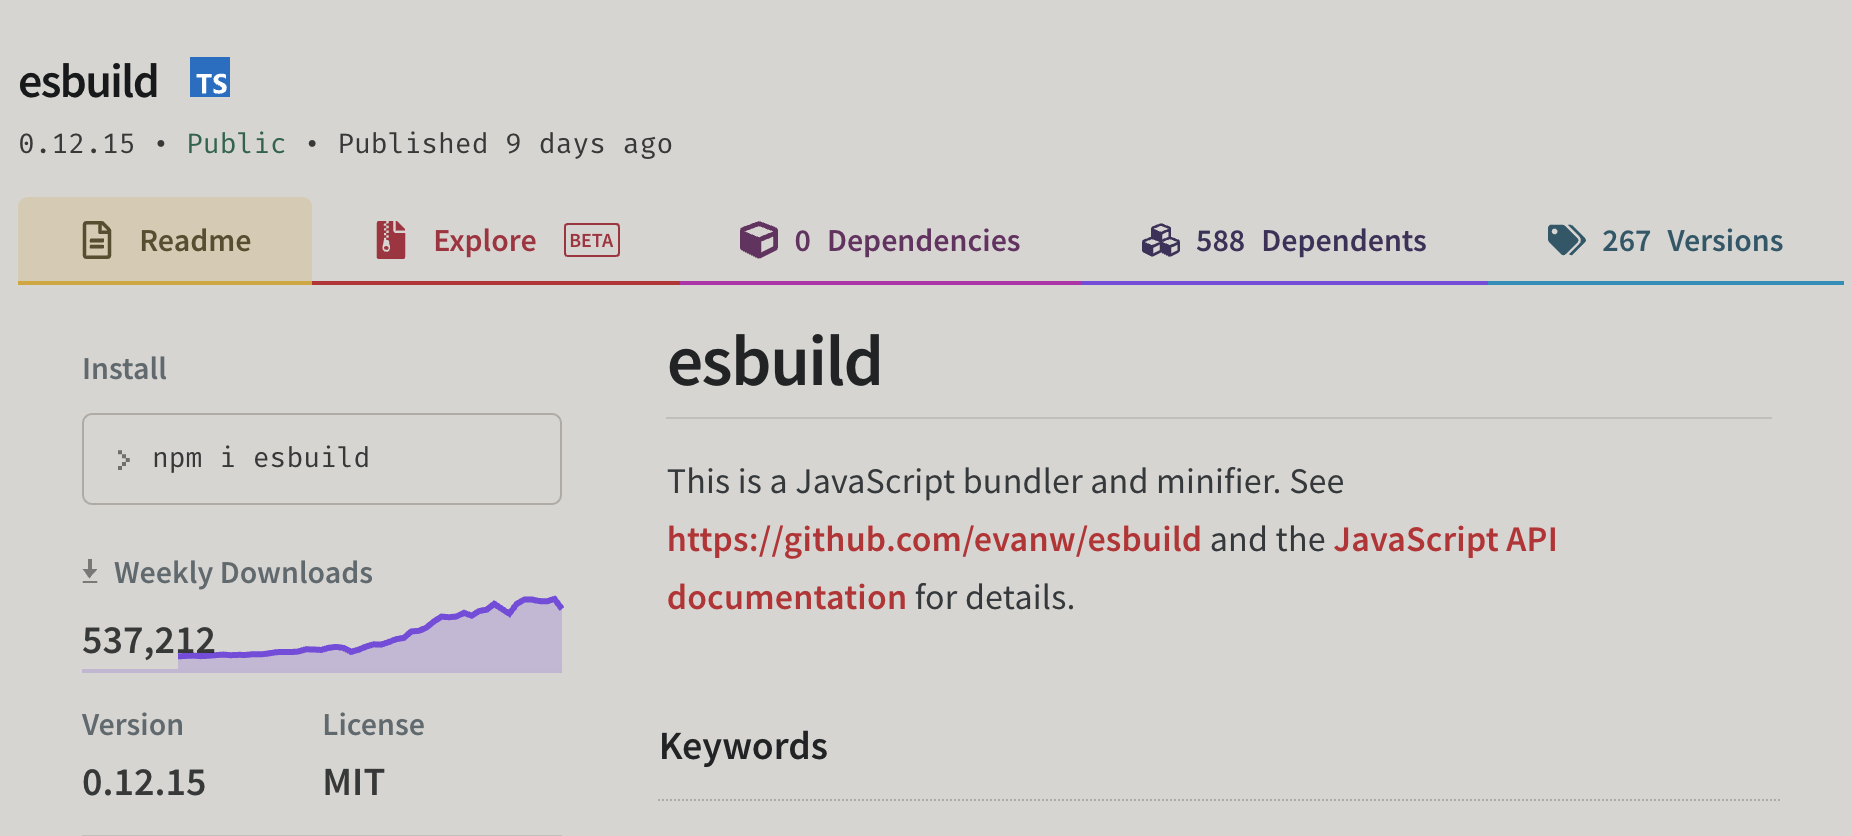 esbuild TS
0.12.15 • Public • Published 9 days ago
Readme
Explore BETA
0 Dependencies
588 Dependents
267 Versions
Install
npm i esbuild
Weekly Downloads
537,212
Version
License
0.12.15
MIT
esbuild
This is a JavaScript bundler and minifier. See
https://github.com/evanw/esbuild and the JavaScript API
documentation for details.
Keywords